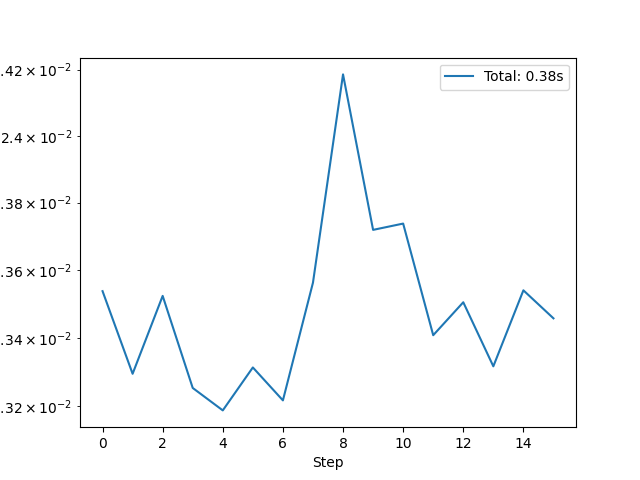 Total: 0.38s
.42 × 10⁻²
2.4 × 10⁻²
.38 × 10⁻²
.36 × 10⁻²
.34 × 10⁻²
.32 × 10⁻²
0 2 4 6 8 10 12 14
Step